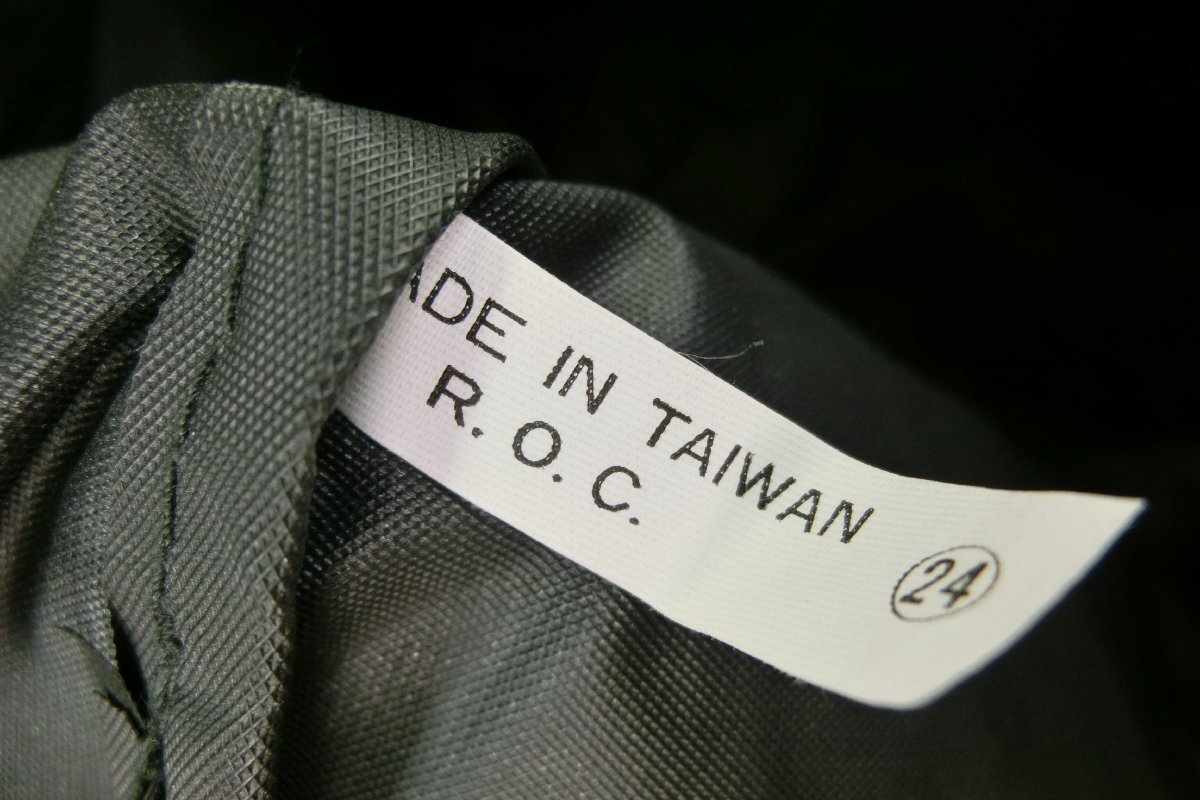 ADE IN TAIWAN
R. O. C.
24